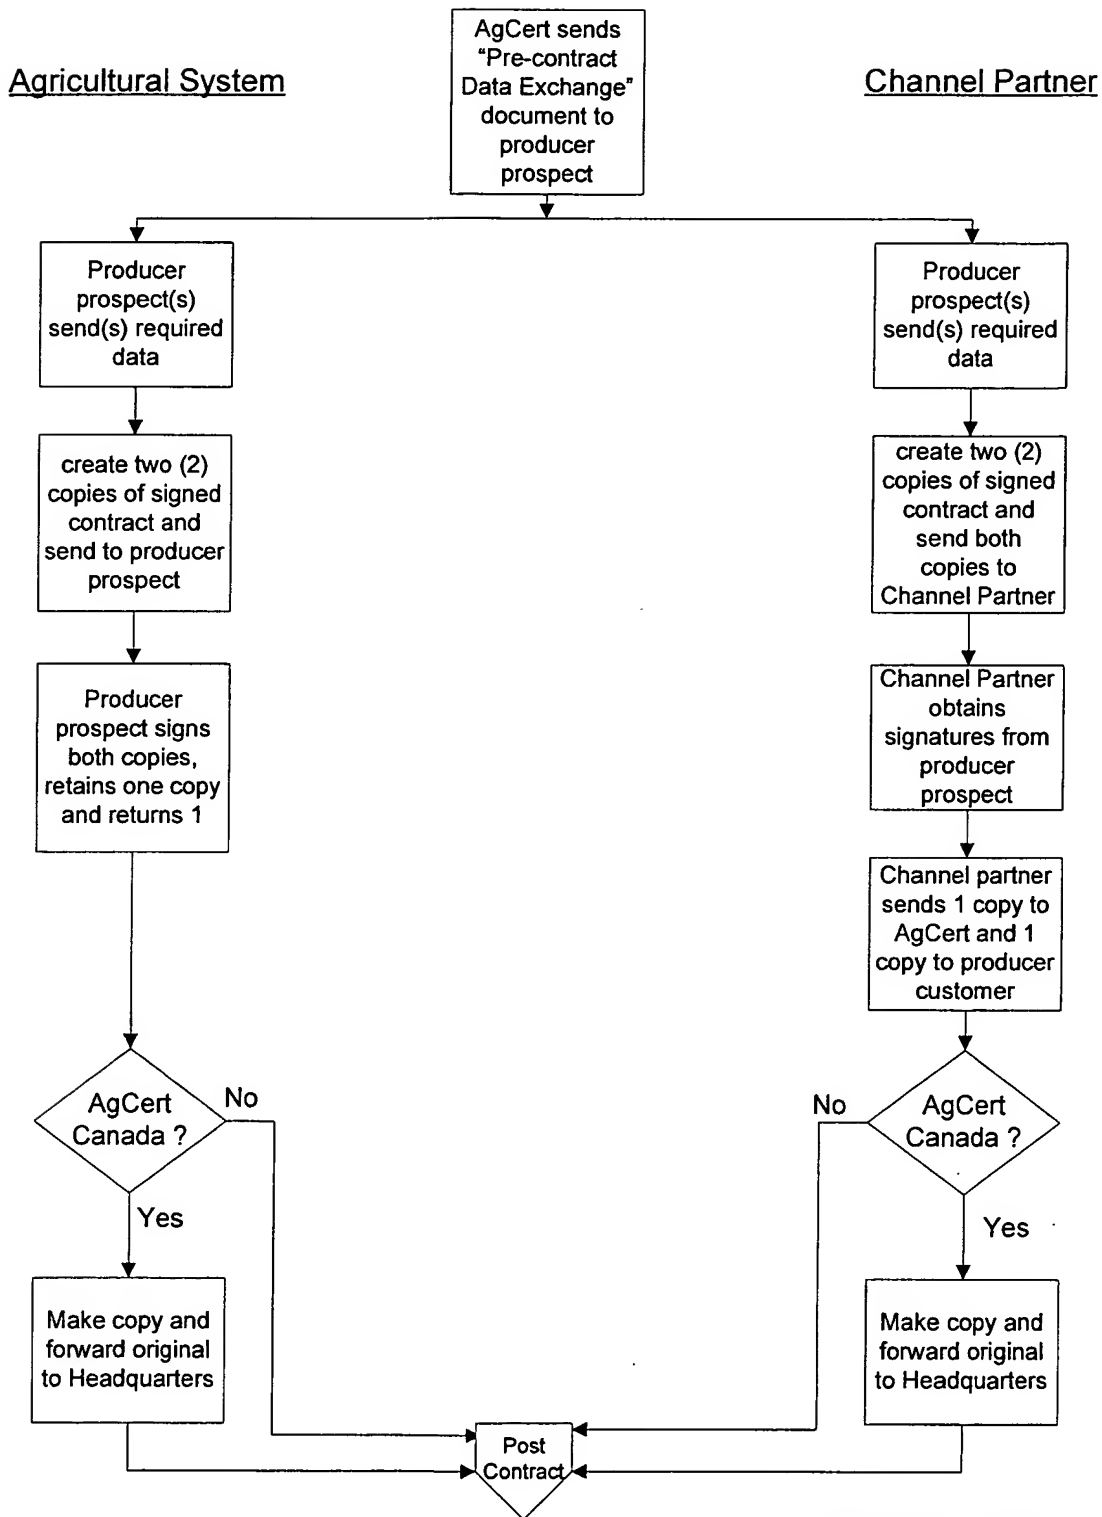 AgCert sends
"Pre-contract
Data Exchange"
document to
producer
prospect
Agricultural System
Channel Partner
Producer
prospect(s)
send(s) required
data
Producer
prospect(s)
send(s) required
data
create two (2)
copies of signed
contract and
send to producer
prospect
create two (2)
copies of signed
contract and
send both
copies to
Channel Partner
Producer
prospect signs
both copies,
retains one copy
and returns 1
Channel Partner
obtains
signatures from
producer
prospect
Channel partner
sends 1 copy to
AgCert and 1
copy to producer
customer
AgCert
Canada ?
No
Yes
No
AgCert
Canada ?
Yes
Make copy and
forward original
to Headquarters
Make copy and
forward original
to Headquarters
Post
Contract